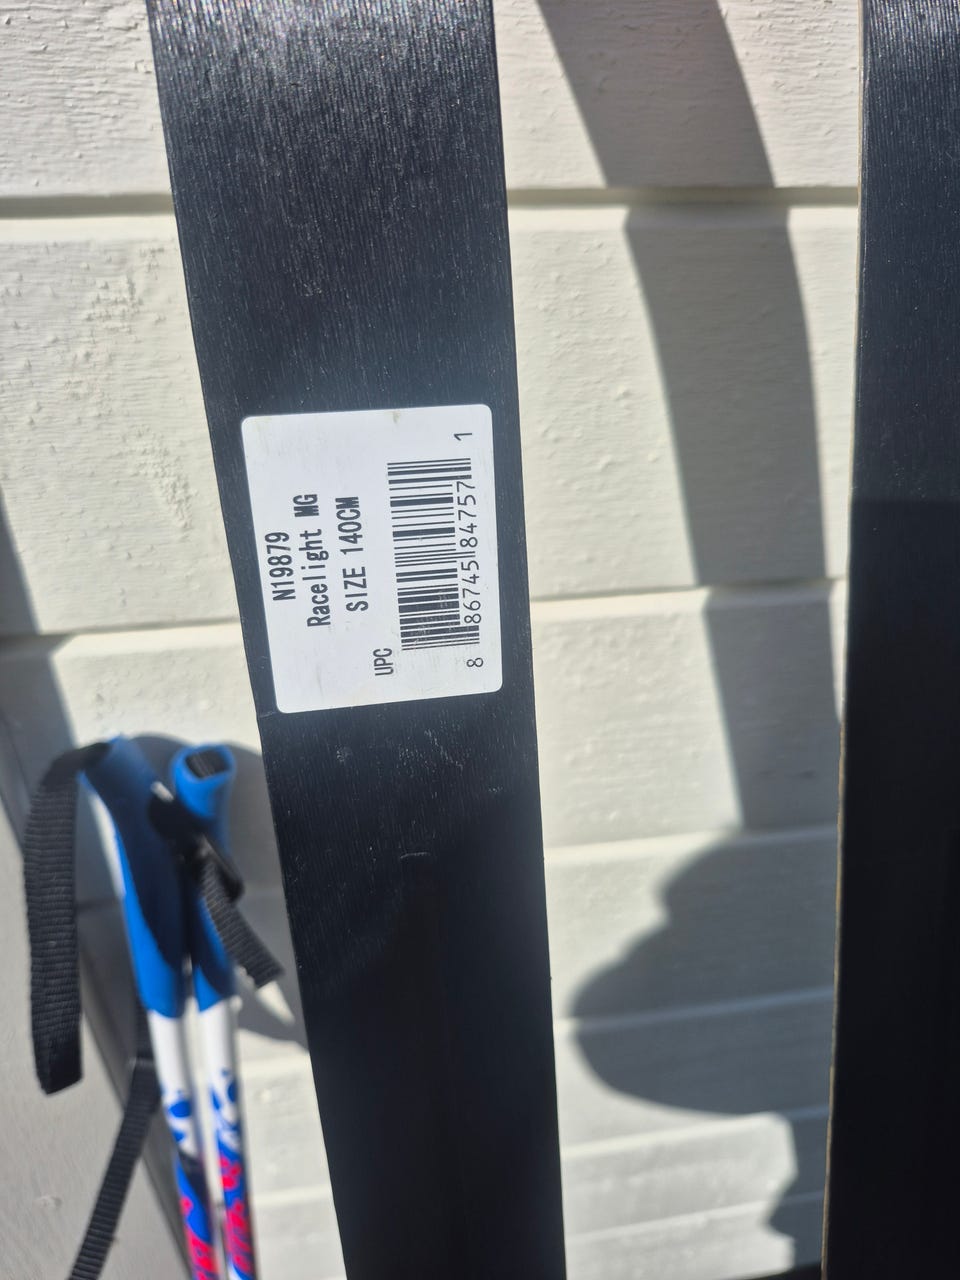 N19879
Racelight MG
SIZE 140CM
UPC
8 86745 84757 1